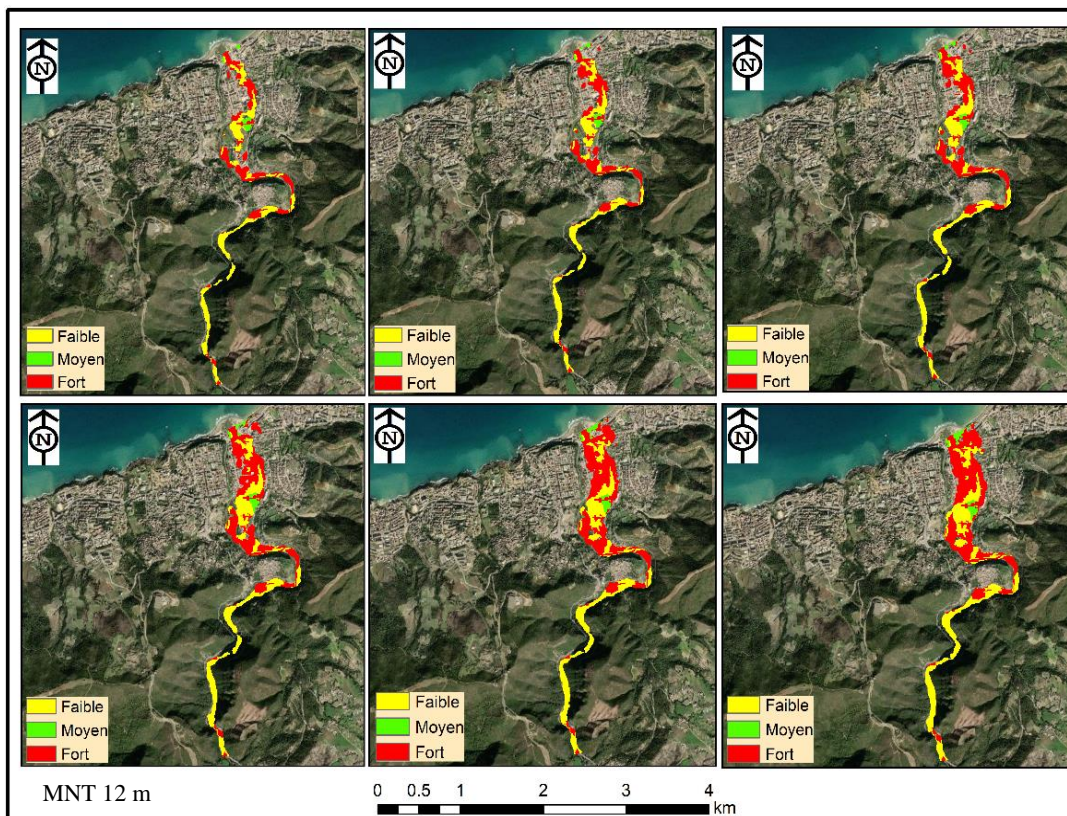 N
N
N
Faible
Moyen
Fort
Faible
Moyen
Fort
Faible
Moyen
Fort
N
N
N
Faible
Moyen
Fort
Faible
Moyen
Fort
Faible
Moyen
Fort
MNT 12 m
0 0.5 1 2 3 4
km